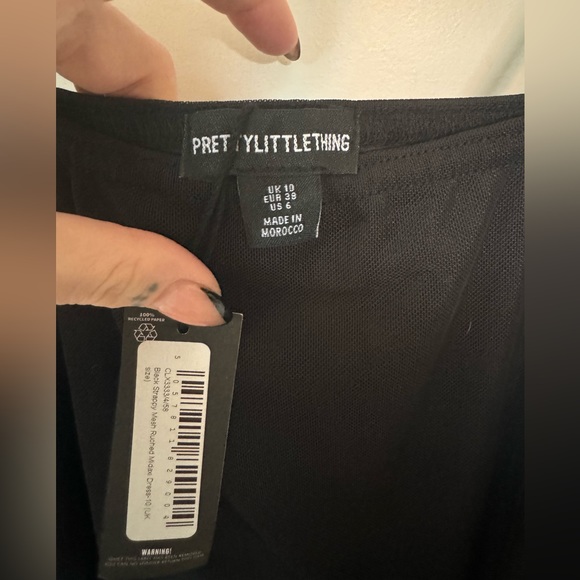 PRETTYLITTLETHING
UK 10
EUR 38
US 6
MADE IN
MOROCCO
100%
RECYCLED PAPER
Black Strappy Mesh Ruched Midaxi Dress-10 (UK
size)
WARNING!